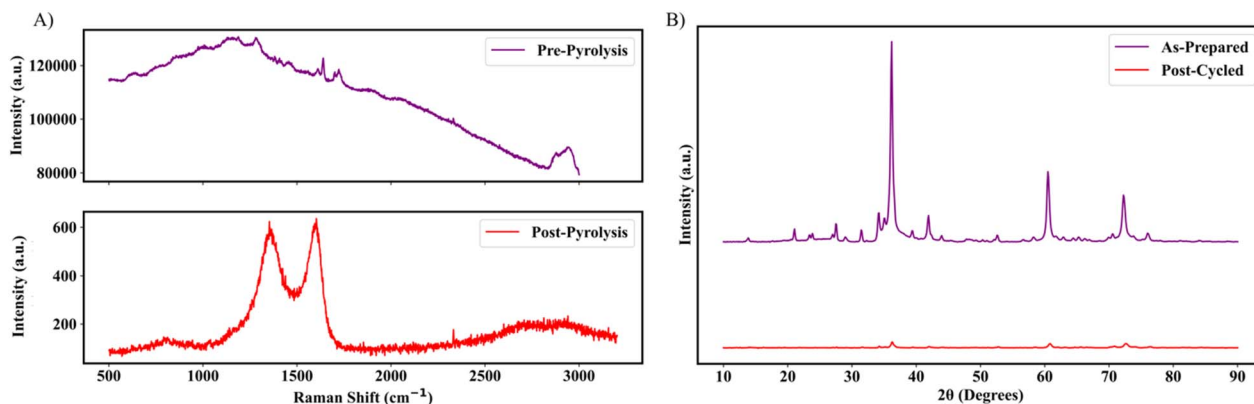 A)
Pre-Pyrolysis
120000
100000
80000
Intensity (a.u.)
Post-Pyrolysis
600
400
200
Intensity (a.u.)
500 1000 1500 2000 2500 3000
Raman Shift (cm⁻¹)
B)
As-Prepared
Post-Cycled
Intensity (a.u.)
10 20 30 40 50 60 70 80 90
2θ (Degrees)